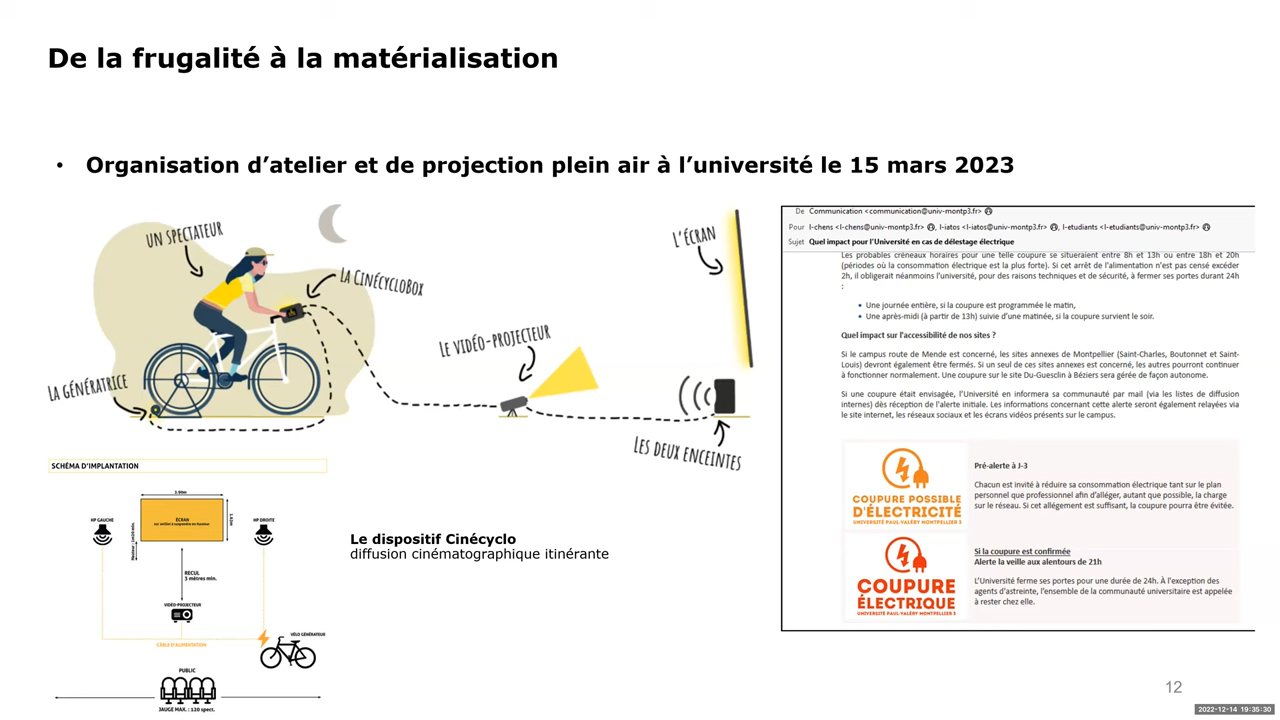 De la frugalité à la matérialisation
• Organisation d'atelier et de projection plein air à l'université le 15 mars 2023
UN SPECTATEUR
LA CINÉCYCLOBOX
L'ÉCRAN
LE VIDÉO-PROJECTEUR
LA GÉNÉRATRICE
LES DEUX ENCEINTES
SCHÉMA D'IMPLANTATION
HP GAUCHE
ÉCRAN
HP DROITE
RECUL
3 mètres min.
VIDÉO-PROJECTEUR
CÂBLE D'ALIMENTATION
VÉLO GÉNÉRATEUR
PUBLIC
JAUGE MAX. : 120 spect.
Le dispositif Cinécyclo
diffusion cinématographique itinérante
De Communication <communication@univ-montp3.fr>
Pour l-chens <l-chens@univ-montp3.fr>, l-iatos <l-iatos@univ-montp3.fr>, l-etudiants <l-etudiants@univ-montp3.fr>
Sujet Quel impact pour l'Université en cas de délestage électrique
Les probables créneaux horaires pour une telle coupure se situeraient entre 8h et 13h ou entre 18h et 20h
(périodes où la consommation électrique est la plus forte). Si cet arrêt de l'alimentation n'est pas censé excéder
2h, il obligerait néanmoins l'université, pour des raisons techniques et de sécurité, à fermer ses portes durant 24h
:
• Une journée entière, si la coupure est programmée le matin,
• Une après-midi (à partir de 13h) suivie d'une matinée, si la coupure survient le soir.
Quel impact sur l'accessibilité de nos sites ?
Si le campus route de Mende est concerné, les sites annexes de Montpellier (Saint-Charles, Boutonnet et Saint-
Louis) devront également être fermés. Si un seul de ces sites annexes est concerné, les autres pourront continuer
à fonctionner normalement. Une coupure sur le site Du-Guesclin à Béziers sera gérée de façon autonome.
Si une coupure était envisagée, l'Université en informera sa communauté par mail (via les listes de diffusion
internes) dès réception de l'alerte initiale. Les informations concernant cette alerte seront également relayées via
le site internet, les réseaux sociaux et les écrans vidéos présents sur le campus.
COUPURE POSSIBLE
D'ÉLECTRICITÉ
UNIVERSITÉ PAUL-VALÉRY MONTPELLIER 3
Pré-alerte à J-3
Chacun est invité à réduire sa consommation électrique tant sur le plan
personnel que professionnel afin d'alléger, autant que possible, la charge
sur le réseau. Si cet allégement est suffisant, la coupure pourra être évitée.
COUPURE
ÉLECTRIQUE
UNIVERSITÉ PAUL-VALÉRY MONTPELLIER 3
Si la coupure est confirmée
Alerte la veille aux alentours de 21h
L'Université ferme ses portes pour une durée de 24h. À l'exception des
agents d'astreinte, l'ensemble de la communauté universitaire est appelée
à rester chez elle.
12
2022-12-14 19:35:30